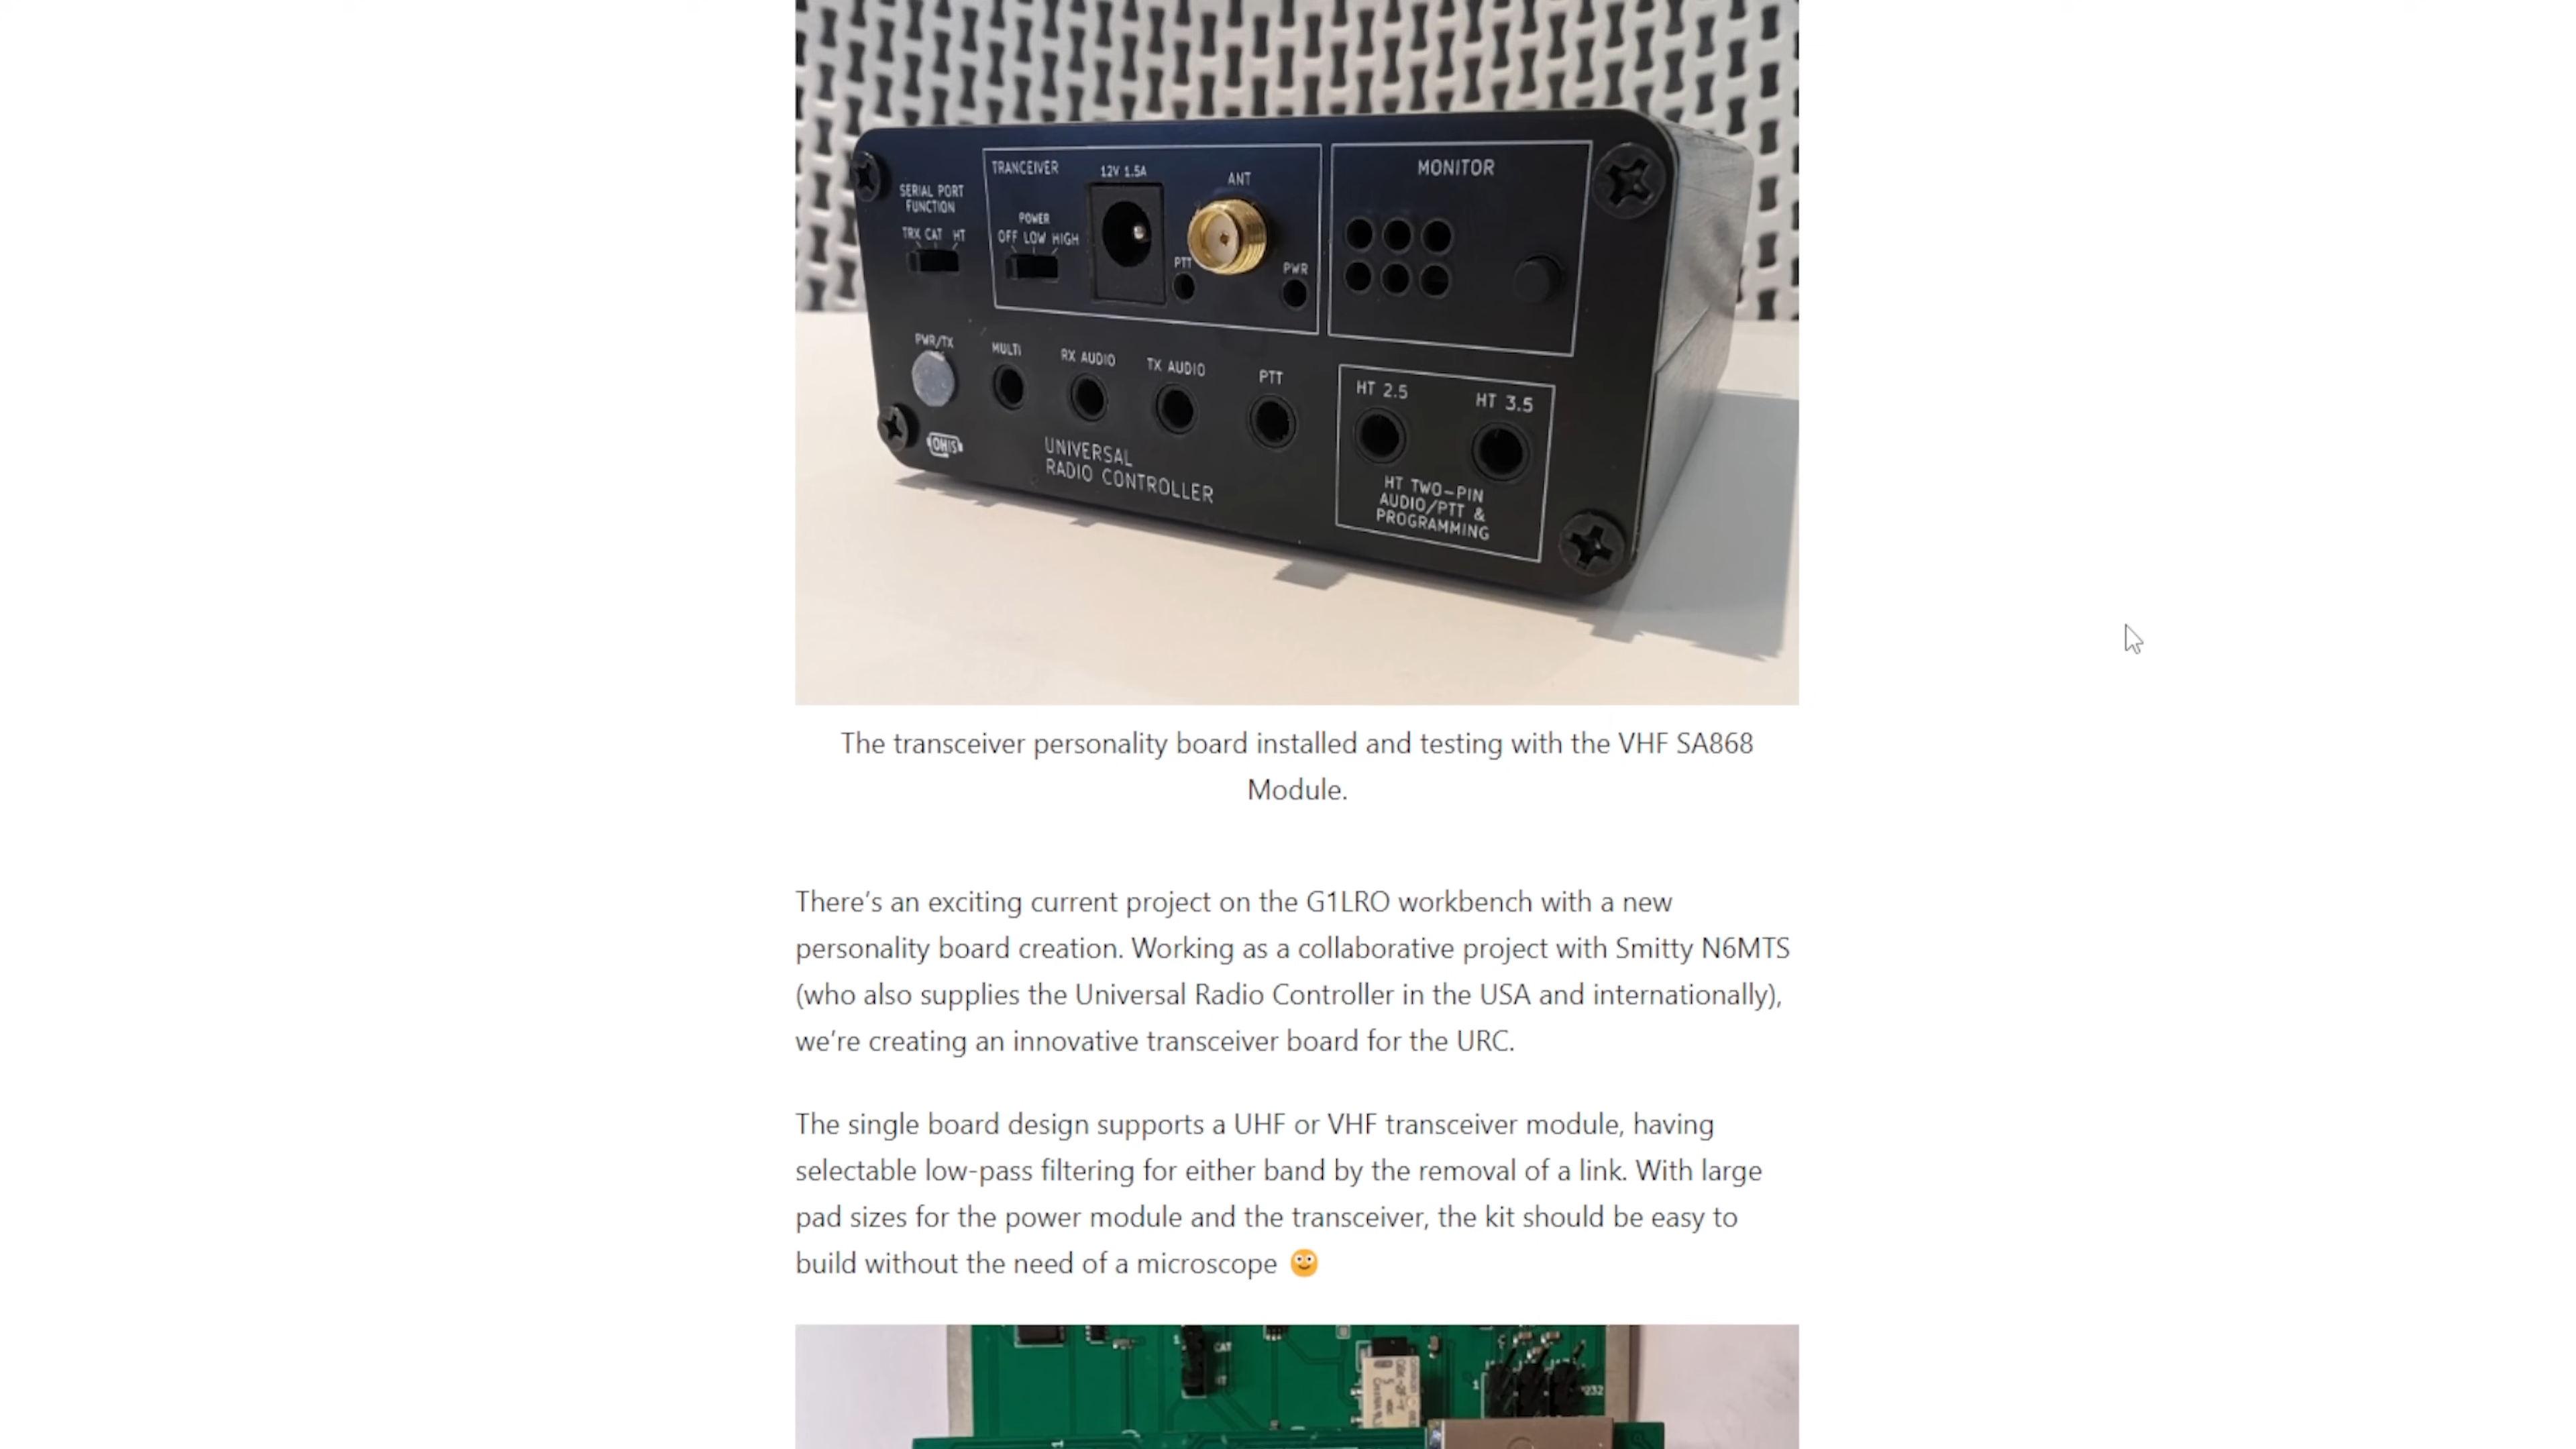 TRANCEIVER
12V 1.5A
ANT
MONITOR
SERIAL PORT
FUNCTION
TRX CAT HT
POWER
OFF LOW HIGH
PTT
PWR
PWR/TX
MULTI
RX AUDIO
TX AUDIO
PTT
HT 2.5
HT 3.5
OHIS
UNIVERSAL
RADIO CONTROLLER
HT TWO-PIN
AUDIO/PTT &
PROGRAMMING
The transceiver personality board installed and testing with the VHF SA868
Module.
There’s an exciting current project on the G1LRO workbench with a new
personality board creation. Working as a collaborative project with Smitty N6MTS
(who also supplies the Universal Radio Controller in the USA and internationally),
we’re creating an innovative transceiver board for the URC.
The single board design supports a UHF or VHF transceiver module, having
selectable low-pass filtering for either band by the removal of a link. With large
pad sizes for the power module and the transceiver, the kit should be easy to
build without the need of a microscope
CAT
1